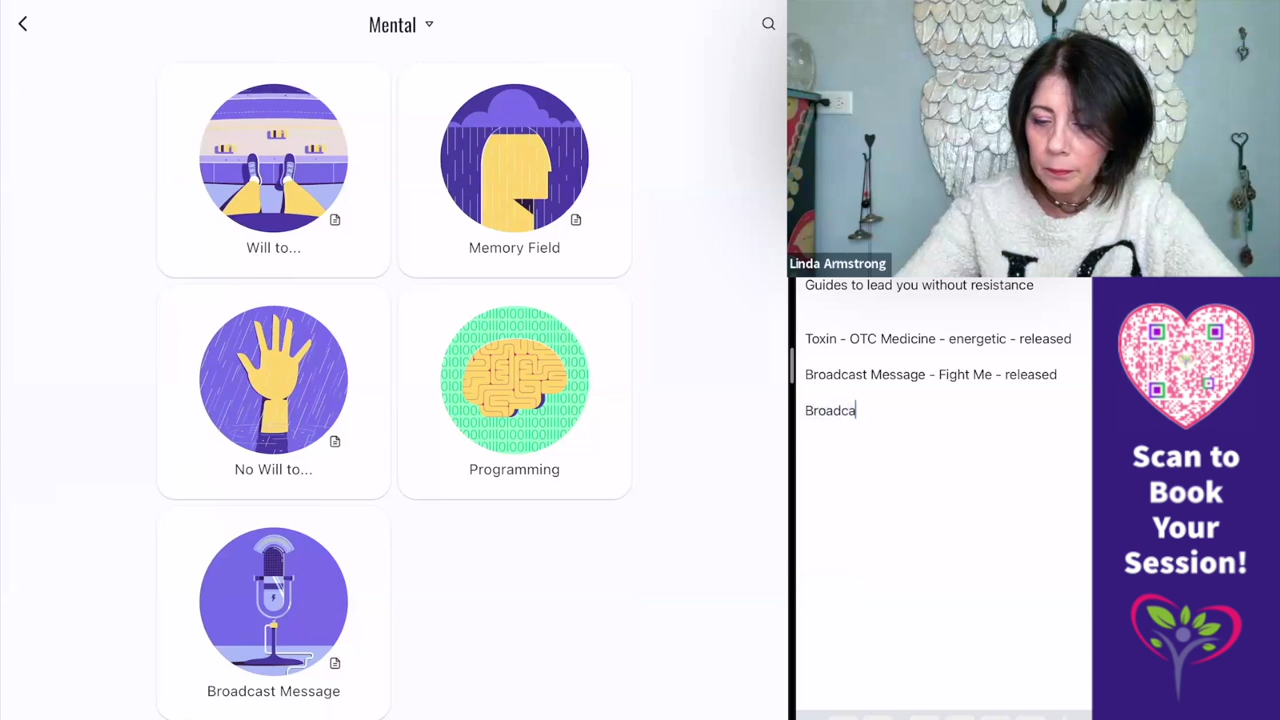 Mental
Will to...
Memory Field
No Will to...
Programming
Broadcast Message
Linda Armstrong
Guides to lead you without resistance
Toxin - OTC Medicine - energetic - released
Broadcast Message - Fight Me - released
Broadca
Scan to
Book
Your
Session!